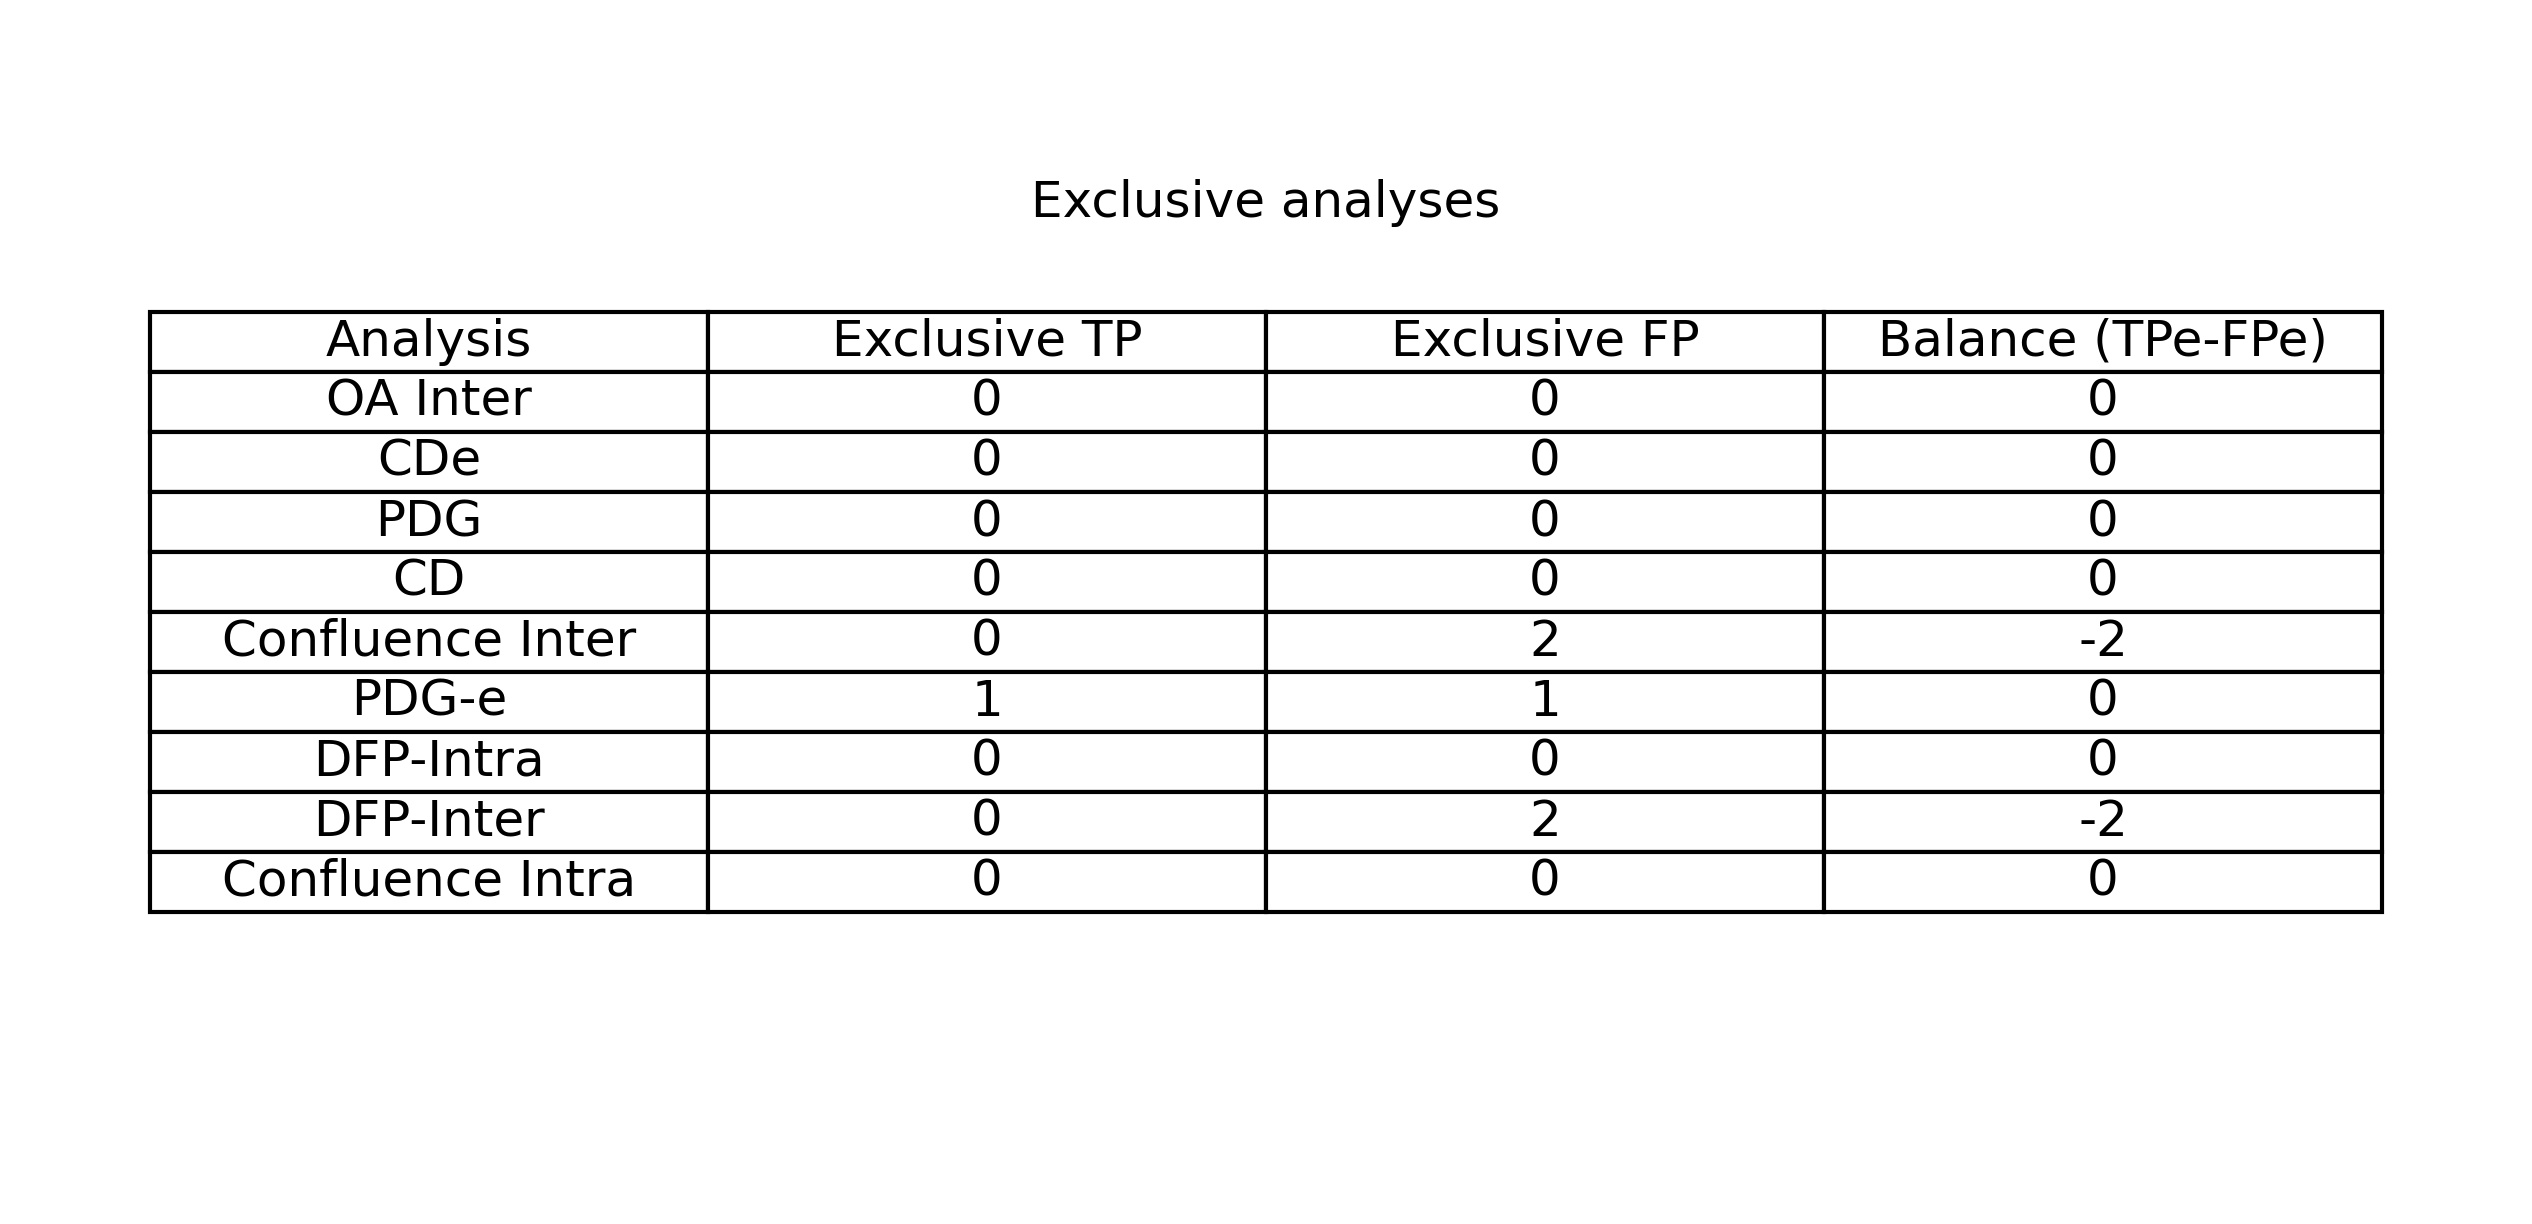 Exclusive analyses
Analysis Exclusive TP Exclusive FP Balance (TPe-FPe)
OA Inter 0 0 0
CDe 0 0 0
PDG 0 0 0
CD 0 0 0
Confluence Inter 0 2 -2
PDG-e 1 1 0
DFP-Intra 0 0 0
DFP-Inter 0 2 -2
Confluence Intra 0 0 0